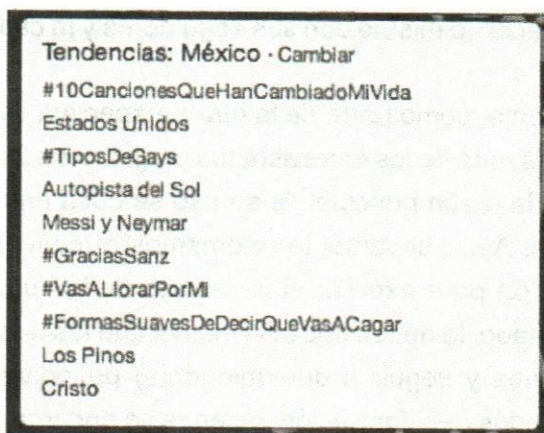 Tendencias: México · Cambiar
#10CancionesQueHanCambiadoMiVida
Estados Unidos
#TiposDeGays
Autopista del Sol
Messi y Neymar
#GraciasSanz
#VasALlorarPorMI
#FormasSuavesDeDecirQueVasACagar
Los Pinos
Cristo